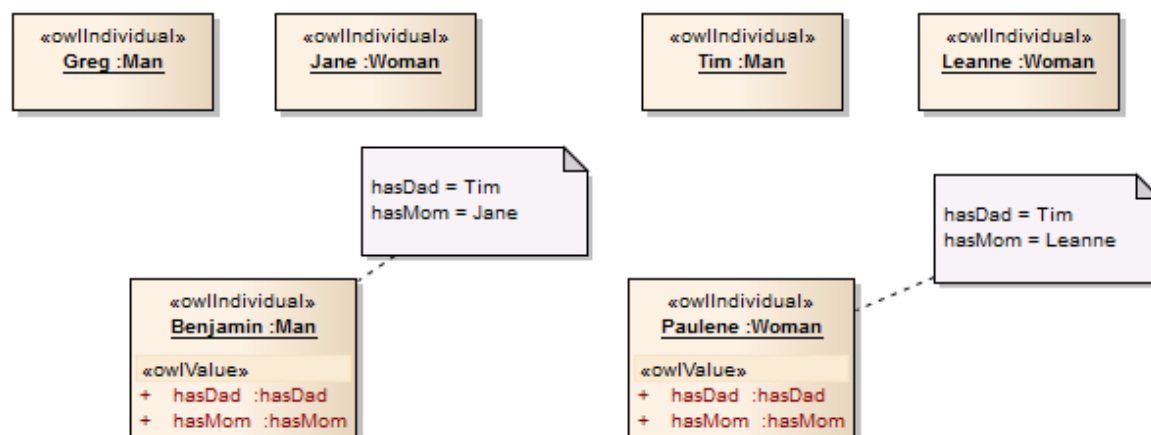 «owlIndividual»
Greg :Man
«owlIndividual»
Jane :Woman
«owlIndividual»
Tim :Man
«owlIndividual»
Leanne :Woman
hasDad = Tim
hasMom = Jane
hasDad = Tim
hasMom = Leanne
«owlIndividual»
Benjamin :Man
«owlValue»
+ hasDad :hasDad
+ hasMom :hasMom
«owlIndividual»
Paulene :Woman
«owlValue»
+ hasDad :hasDad
+ hasMom :hasMom